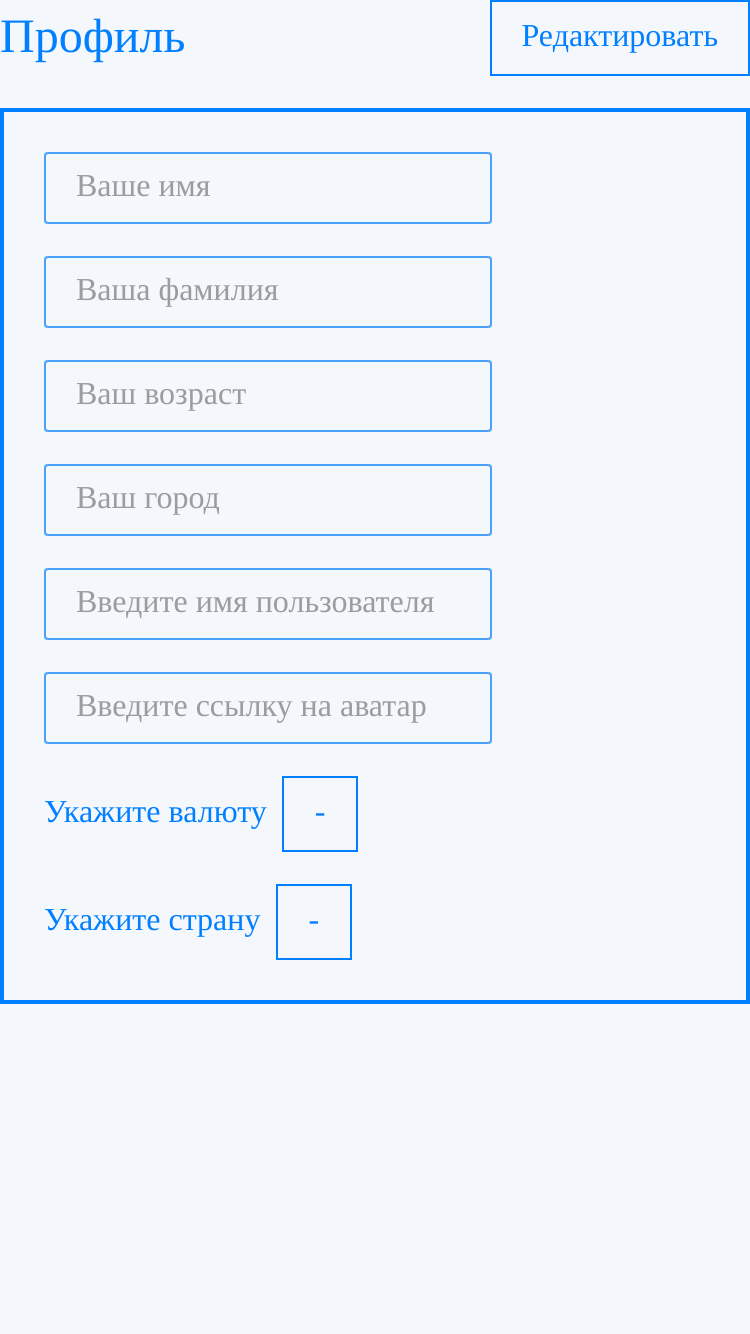 Профиль
Редактировать
Ваше имя
Ваша фамилия
Ваш возраст
Ваш город
Введите имя пользователя
Введите ссылку на аватар
Укажите валюту -
Укажите страну -